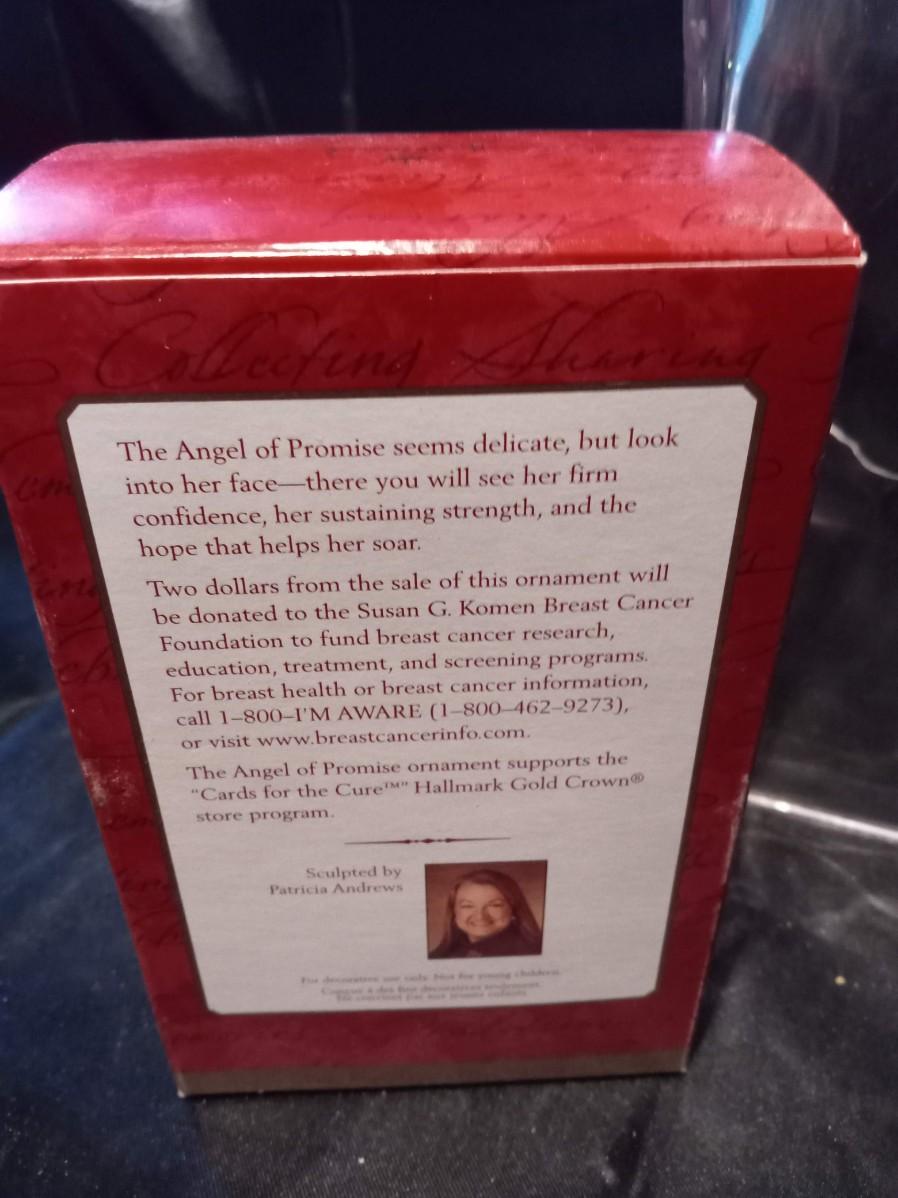 Collecting Sharing
The Angel of Promise seems delicate, but look
into her face—there you will see her firm
confidence, her sustaining strength, and the
hope that helps her soar.
Two dollars from the sale of this ornament will
be donated to the Susan G. Komen Breast Cancer
Foundation to fund breast cancer research,
education, treatment, and screening programs.
For breast health or breast cancer information,
call 1–800–I'M AWARE (1–800–462–9273),
or visit www.breastcancerinfo.com.
The Angel of Promise ornament supports the
"Cards for the Cure™" Hallmark Gold Crown®
store program.
Sculpted by
Patricia Andrews
For decorative use only. Not for young children.